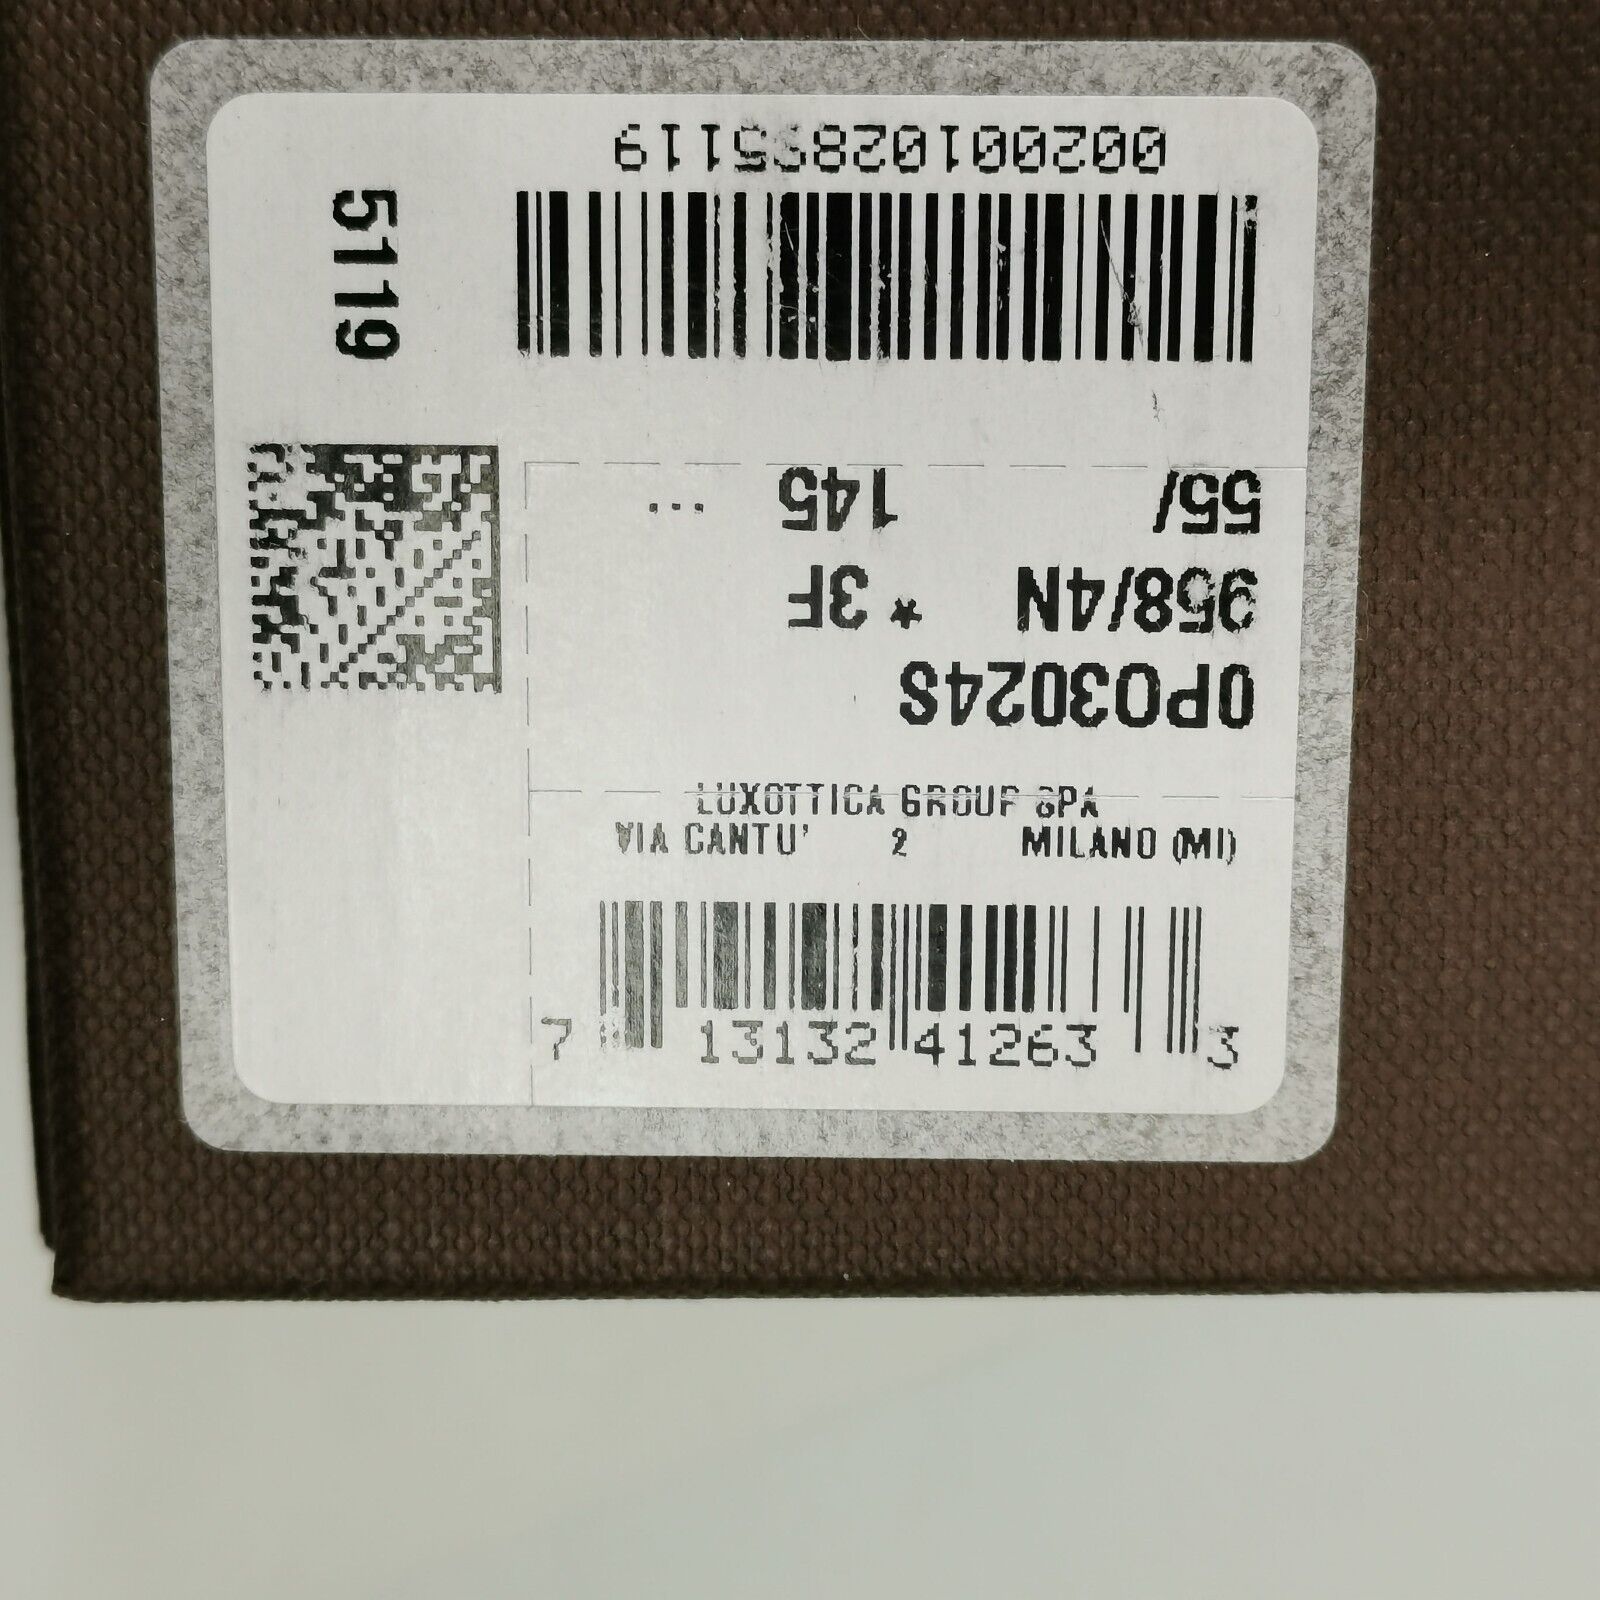 5119
0PO3024S
958/4N * 3F
55/ 145 ...
LUXOTTICA GROUP SPA
VIA CANTU' 2 MILANO (MI)
7 13132 41263 3